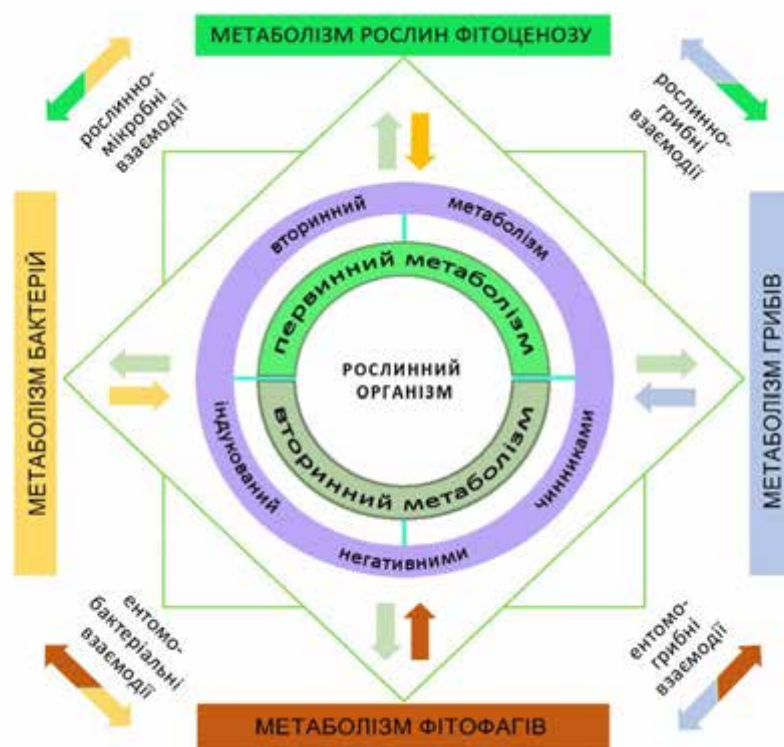 МЕТАБОЛІЗМ РОСЛИН ФІТОЦЕНОЗУ
рослинно-
мікробні
взаємодії
рослинно-
грибні
взаємодії
вторинний
метаболізм
первинний метаболізм
МЕТАБОЛІЗМ БАКТЕРІЙ
РОСЛИННИЙ
ОРГАНІЗМ
МЕТАБОЛІЗМ ГРИБІВ
вторинний метаболізм
індукований
негативними
чинниками
ентомо-
бактеріальні
взаємодії
ентомо-
грибні
взаємодії
МЕТАБОЛІЗМ ФІТОФАГІВ